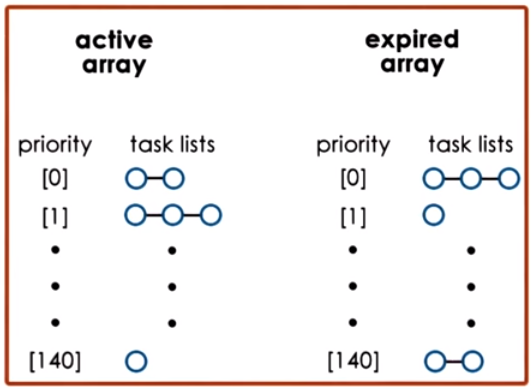 active array
expired array
priority task lists
priority task lists
[0]
[0]
[1]
[1]
[140]
[140]